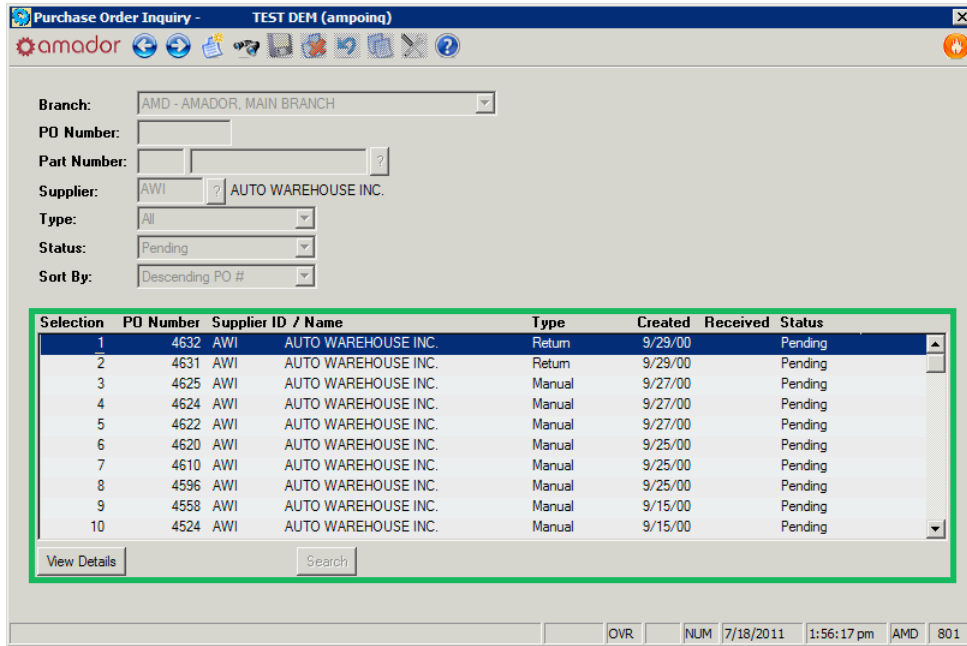 Purchase Order Inquiry - TEST DEM (ampoinq)
amador
Branch: AMD - AMADOR, MAIN BRANCH
PO Number:
Part Number: ?
Supplier: AWI ? AUTO WAREHOUSE INC.
Type: All
Status: Pending
Sort By: Descending PO #
Selection PO Number Supplier ID / Name Type Created Received Status
1 4632 AWI AUTO WAREHOUSE INC. Return 9/29/00 Pending
2 4631 AWI AUTO WAREHOUSE INC. Return 9/29/00 Pending
3 4625 AWI AUTO WAREHOUSE INC. Manual 9/27/00 Pending
4 4624 AWI AUTO WAREHOUSE INC. Manual 9/27/00 Pending
5 4622 AWI AUTO WAREHOUSE INC. Manual 9/27/00 Pending
6 4620 AWI AUTO WAREHOUSE INC. Manual 9/25/00 Pending
7 4610 AWI AUTO WAREHOUSE INC. Manual 9/25/00 Pending
8 4596 AWI AUTO WAREHOUSE INC. Manual 9/25/00 Pending
9 4558 AWI AUTO WAREHOUSE INC. Manual 9/15/00 Pending
10 4524 AWI AUTO WAREHOUSE INC. Manual 9/15/00 Pending
View Details Search
OVR NUM 7/18/2011 1:56:17 pm AMD 801